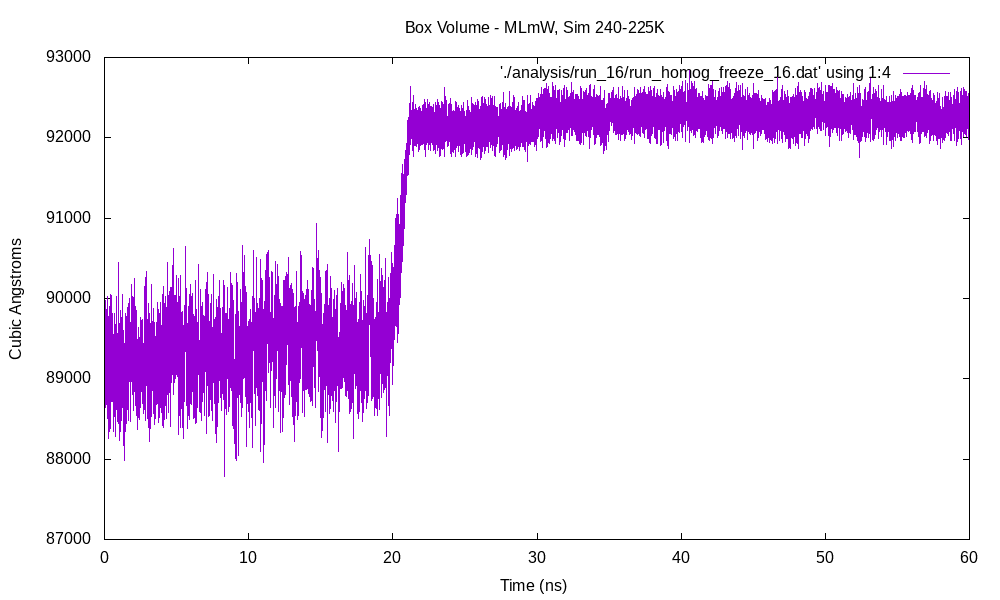 Box Volume - MLmW, Sim 240-225K
'./analysis/run_16/run_homog_freeze_16.dat' using 1:4
93000
92000
91000
90000
89000
88000
87000
Cubic Angstroms
0 10 20 30 40 50 60
Time (ns)